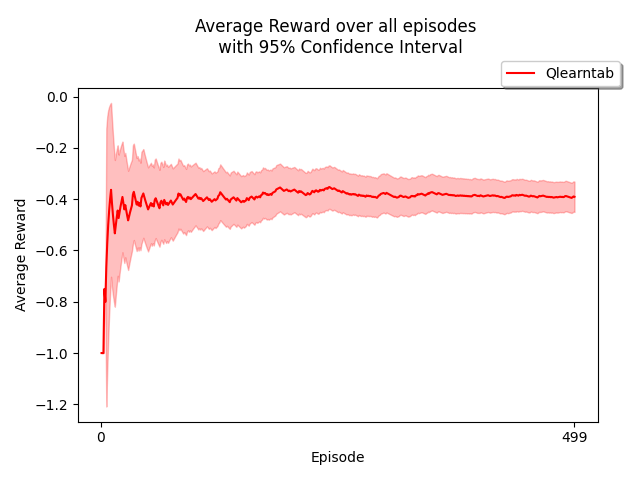 Average Reward over all episodes
with 95% Confidence Interval
Qlearntab
0.0
−0.2
−0.4
−0.6
−0.8
−1.0
−1.2
Average Reward
0
499
Episode